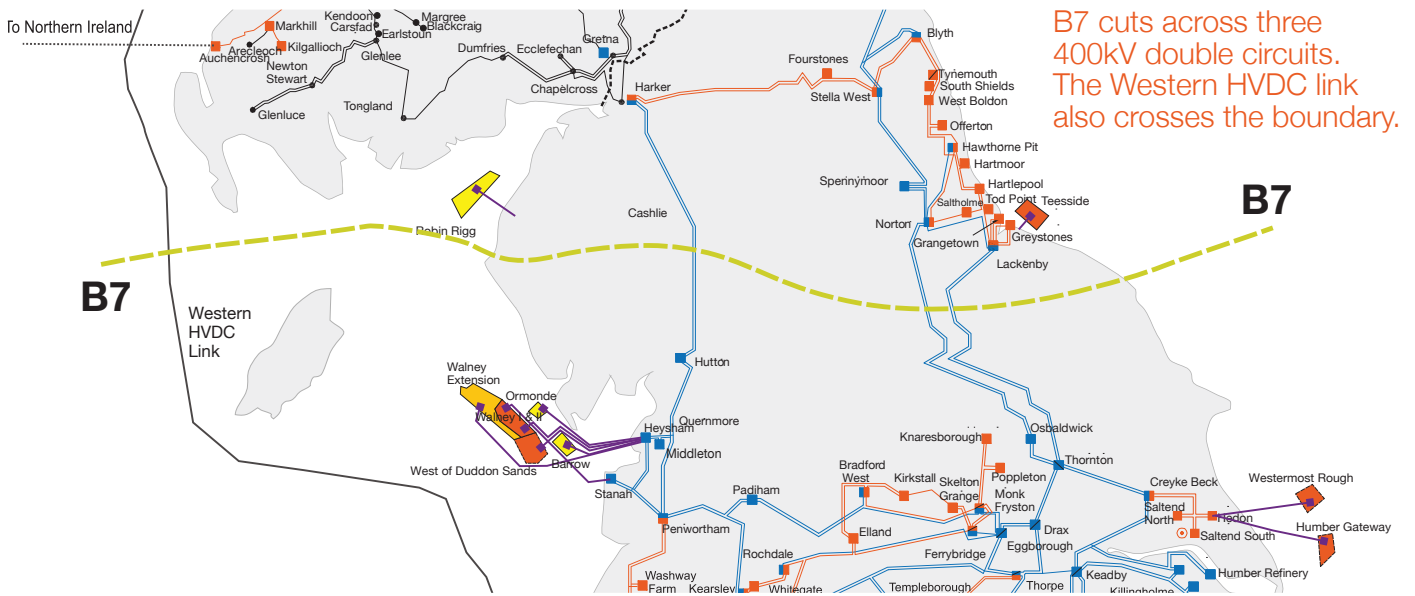 To Northern Ireland
Markhill
Auchencrosh
Arecleoch
Kilgallioch
Kendoon
Carsfad
Earlstoun
Margree
Blackcraig
Glenlee
Newton
Stewart
Glenluce
Tongland
Dumfries
Ecclefechan
Chapelcross
Gretna
Harker
Fourstones
Stella West
Blyth
Tynemouth
South Shields
West Boldon
Offerton
Hawthorne Pit
Hartmoor
Hartlepool
Saltholme
Tod Point
Teesside
Spennymoor
Norton
Grangetown
Greystones
Lackenby
B7 cuts across three
400kV double circuits.
The Western HVDC link
also crosses the boundary.
B7
B7
Robin Rigg
Cashlie
Western
HVDC
Link
Hutton
Walney
Extension
Ormonde
Walney I & II
West of Duddon Sands
Barrow
Heysham
Quernmore
Middleton
Stanah
Penwortham
Padiham
Washway
Farm
Kearsley
Rochdale
Whitegate
Elland
Bradford
West
Kirkstall
Skelton
Grange
Knaresborough
Poppleton
Monk
Fryston
Osbaldwick
Thornton
Drax
Eggborough
Ferrybridge
Templeborough
Thorpe
Keadby
Killingholme
Humber Refinery
Creyke Beck
Saltend
North
Hedon
Saltend South
Westermost Rough
Humber Gateway